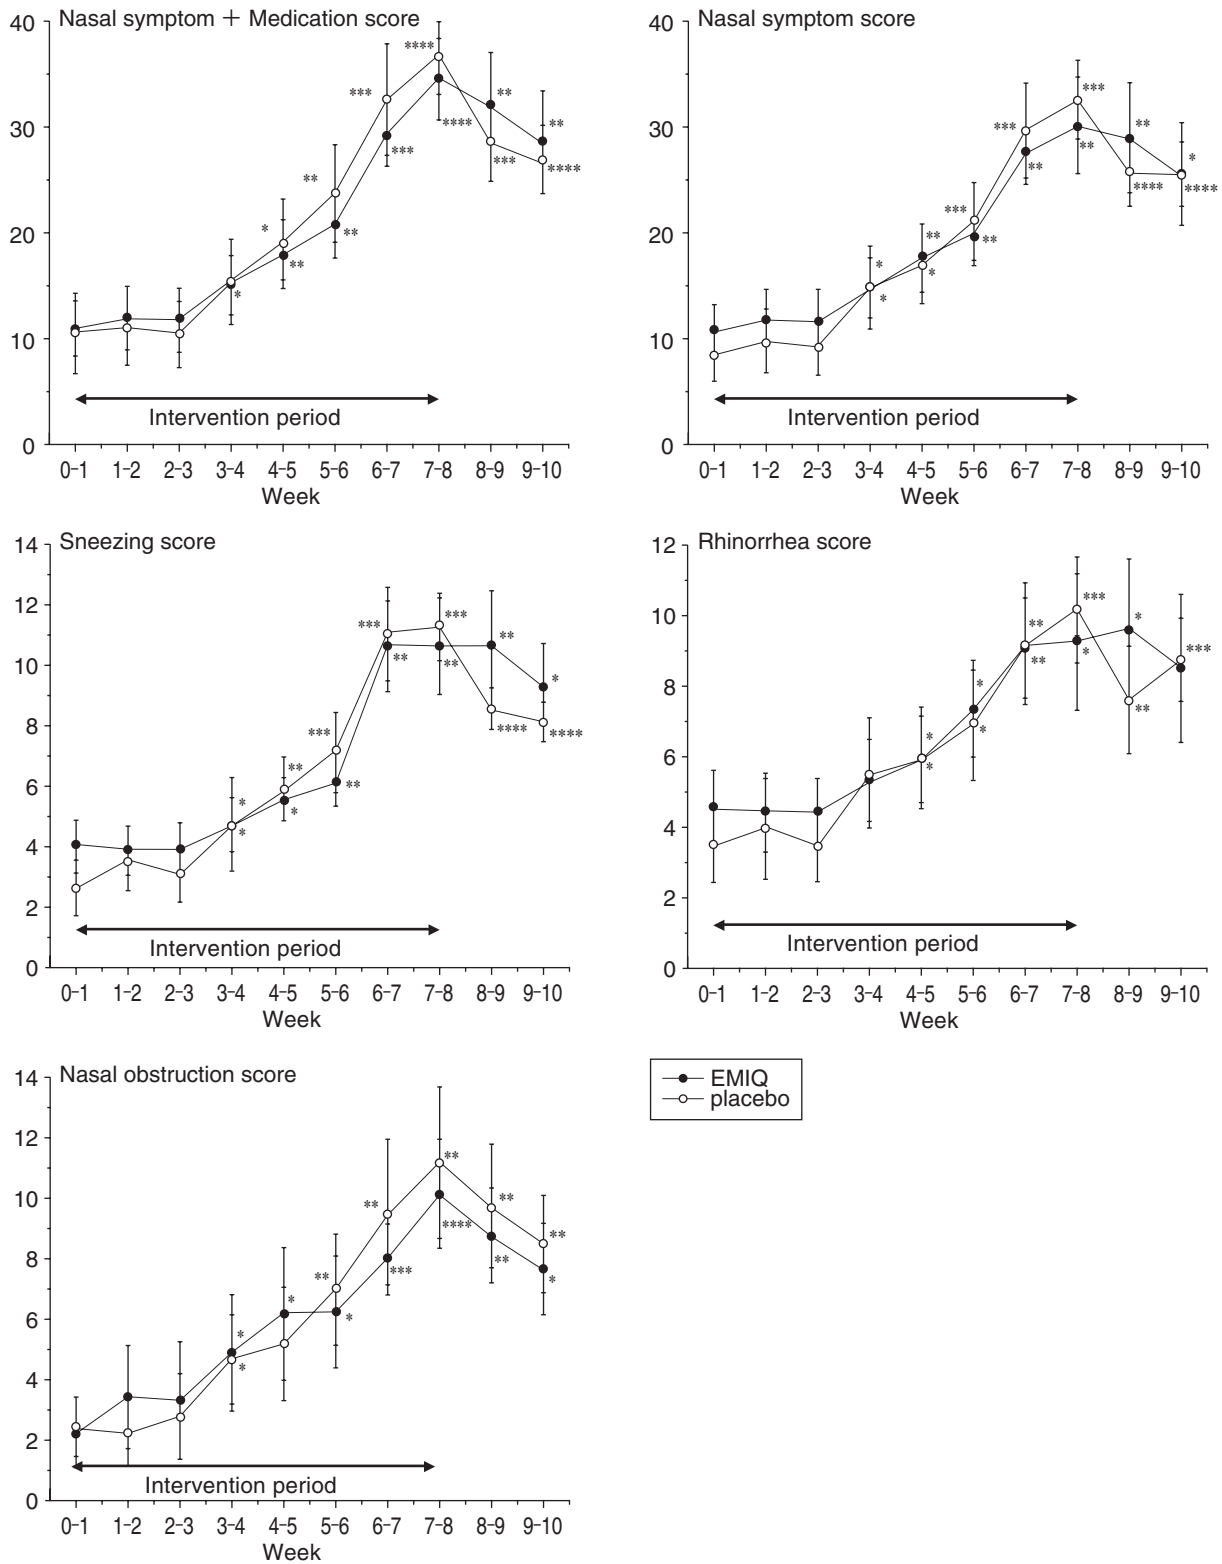 Nasal symptom + Medication score
40
30
20
10
0
**** *** ** * * ** ** *** **** ** *** ** ****
Intervention period
0–1 1–2 2–3 3–4 4–5 5–6 6–7 7–8 8–9 9–10
Week
Nasal symptom score
40
30
20
10
0
*** *** *** ** * * * ** ** ** ** **** * ****
Intervention period
0–1 1–2 2–3 3–4 4–5 5–6 6–7 7–8 8–9 9–10
Week
Sneezing score
14
12
10
8
6
4
2
0
*** *** *** ** * * * ** ** ** ** **** * ****
Intervention period
0–1 1–2 2–3 3–4 4–5 5–6 6–7 7–8 8–9 9–10
Week
Rhinorrhea score
12
10
8
6
4
2
0
* * * * ** ** *** * * ** ***
Intervention period
0–1 1–2 2–3 3–4 4–5 5–6 6–7 7–8 8–9 9–10
Week
Nasal obstruction score
14
12
10
8
6
4
2
0
* * * ** * ** *** ** **** ** ** ** *
Intervention period
0–1 1–2 2–3 3–4 4–5 5–6 6–7 7–8 8–9 9–10
Week
EMIQ
placebo